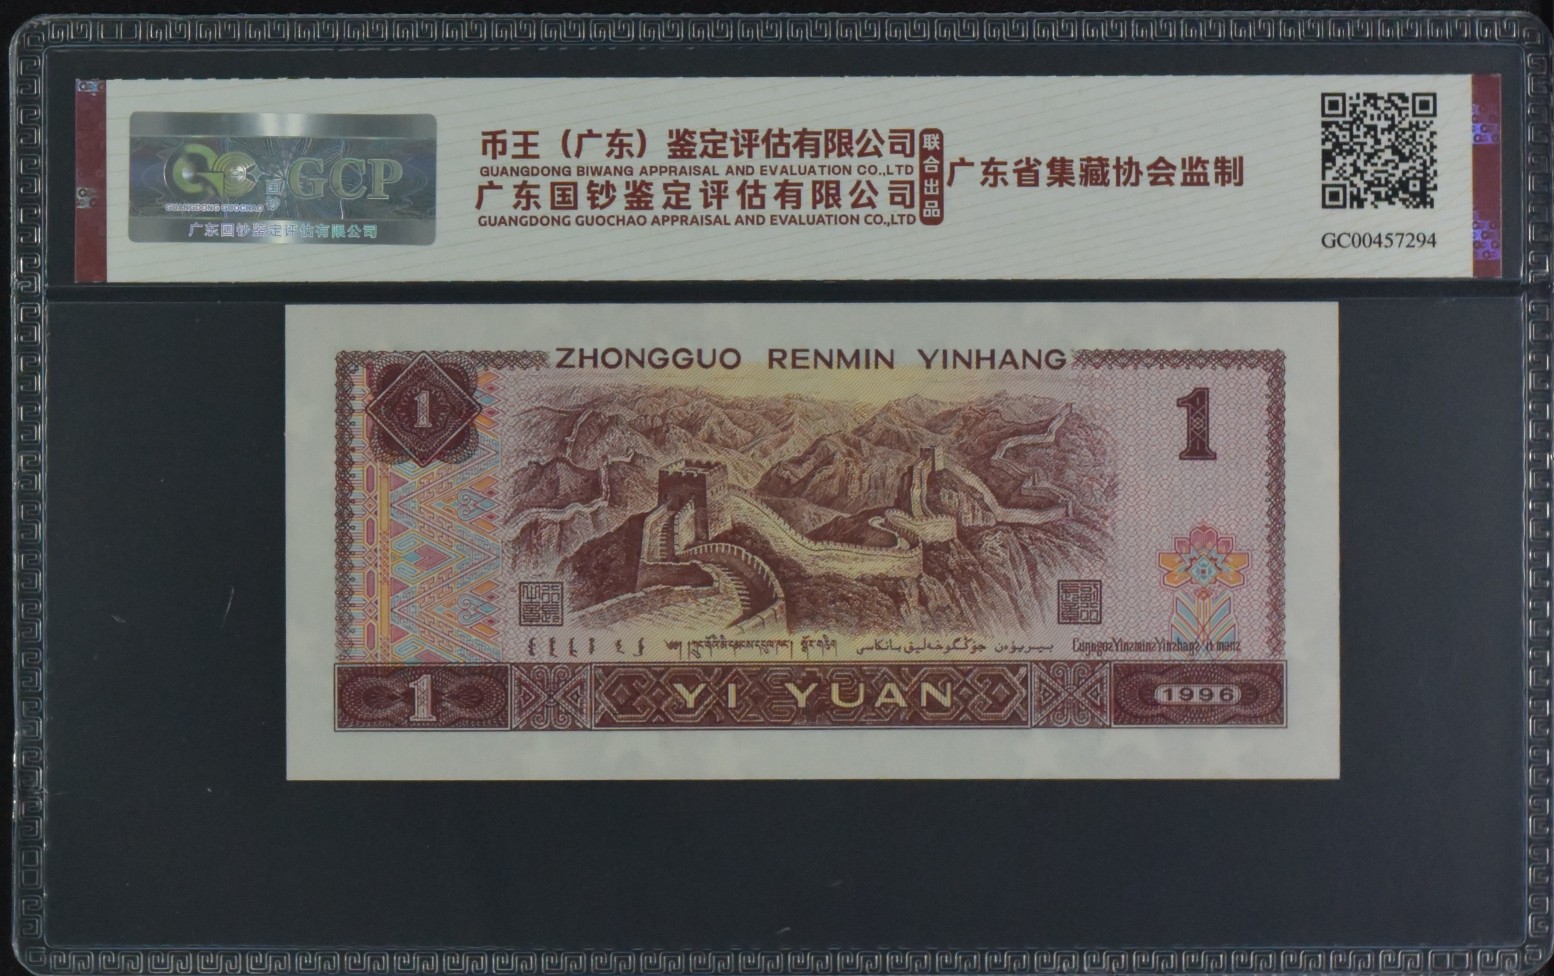 币王（广东）鉴定评估有限公司
GUANGDONG BIWANG APPRAISAL AND EVALUATION CO.,LTD
广东国钞鉴定评估有限公司
GUANGDONG GUOCHAO APPRAISAL AND EVALUATION CO.,LTD
联合出品
广东省集藏协会监制
GC00457294
GCP
GUANGDONG GUOCHAO
广东国钞鉴定评估有限公司
ZHONGGUO RENMIN YINHANG
1
1
1
YI YUAN
1996